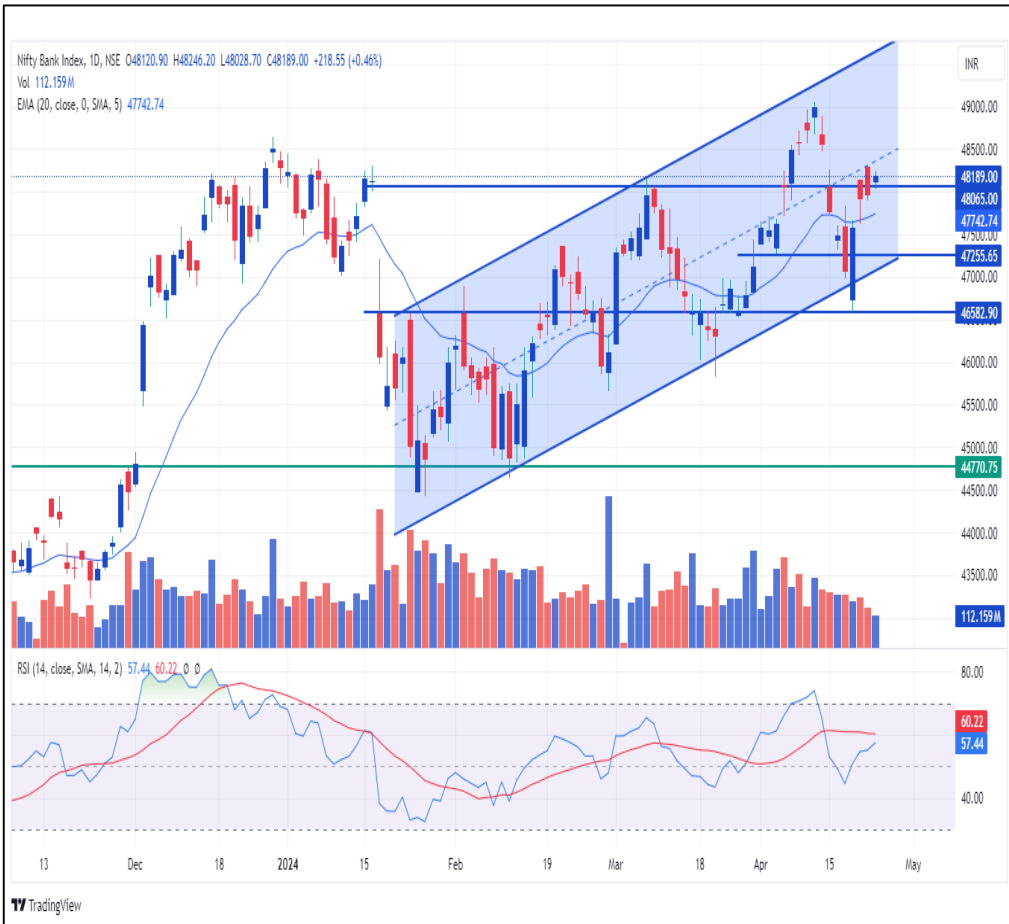 Nifty Bank Index, 1D, NSE O48120.90 H48246.20 L48028.70 C48189.00 +218.55 (+0.46%)
Vol 112.159M
EMA (20, close, 0, SMA, 5) 47742.74
INR
49000.00
48500.00
48189.00
48065.00
47742.74
47500.00
47255.65
47000.00
46582.90
46000.00
45500.00
45000.00
44770.75
44500.00
44000.00
43500.00
112.159M
RSI (14, close, SMA, 14, 2) 57.44 60.22 Ø Ø
80.00
60.22
57.44
40.00
13 Dec 18 2024 15 Feb 19 Mar 18 Apr 15 May
TradingView